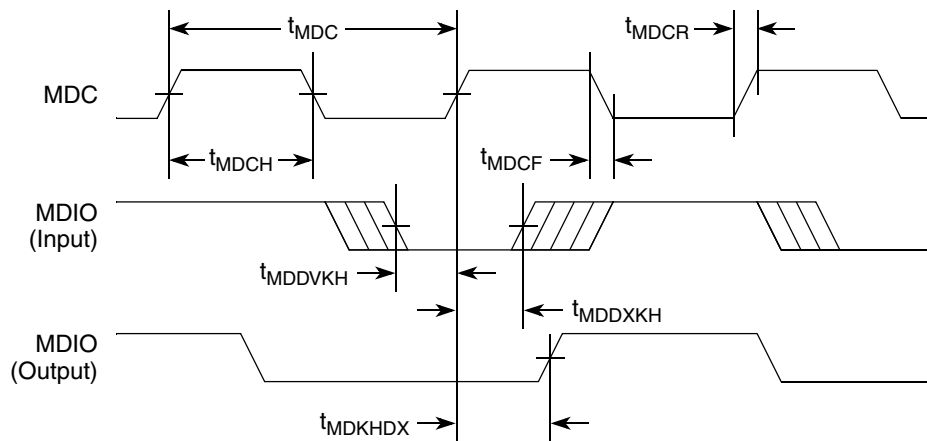 tMDC
tMDCR
MDC
tMDCH
tMDCF
MDIO
(Input)
tMDDVKH
tMDDXKH
MDIO
(Output)
tMDKHDX